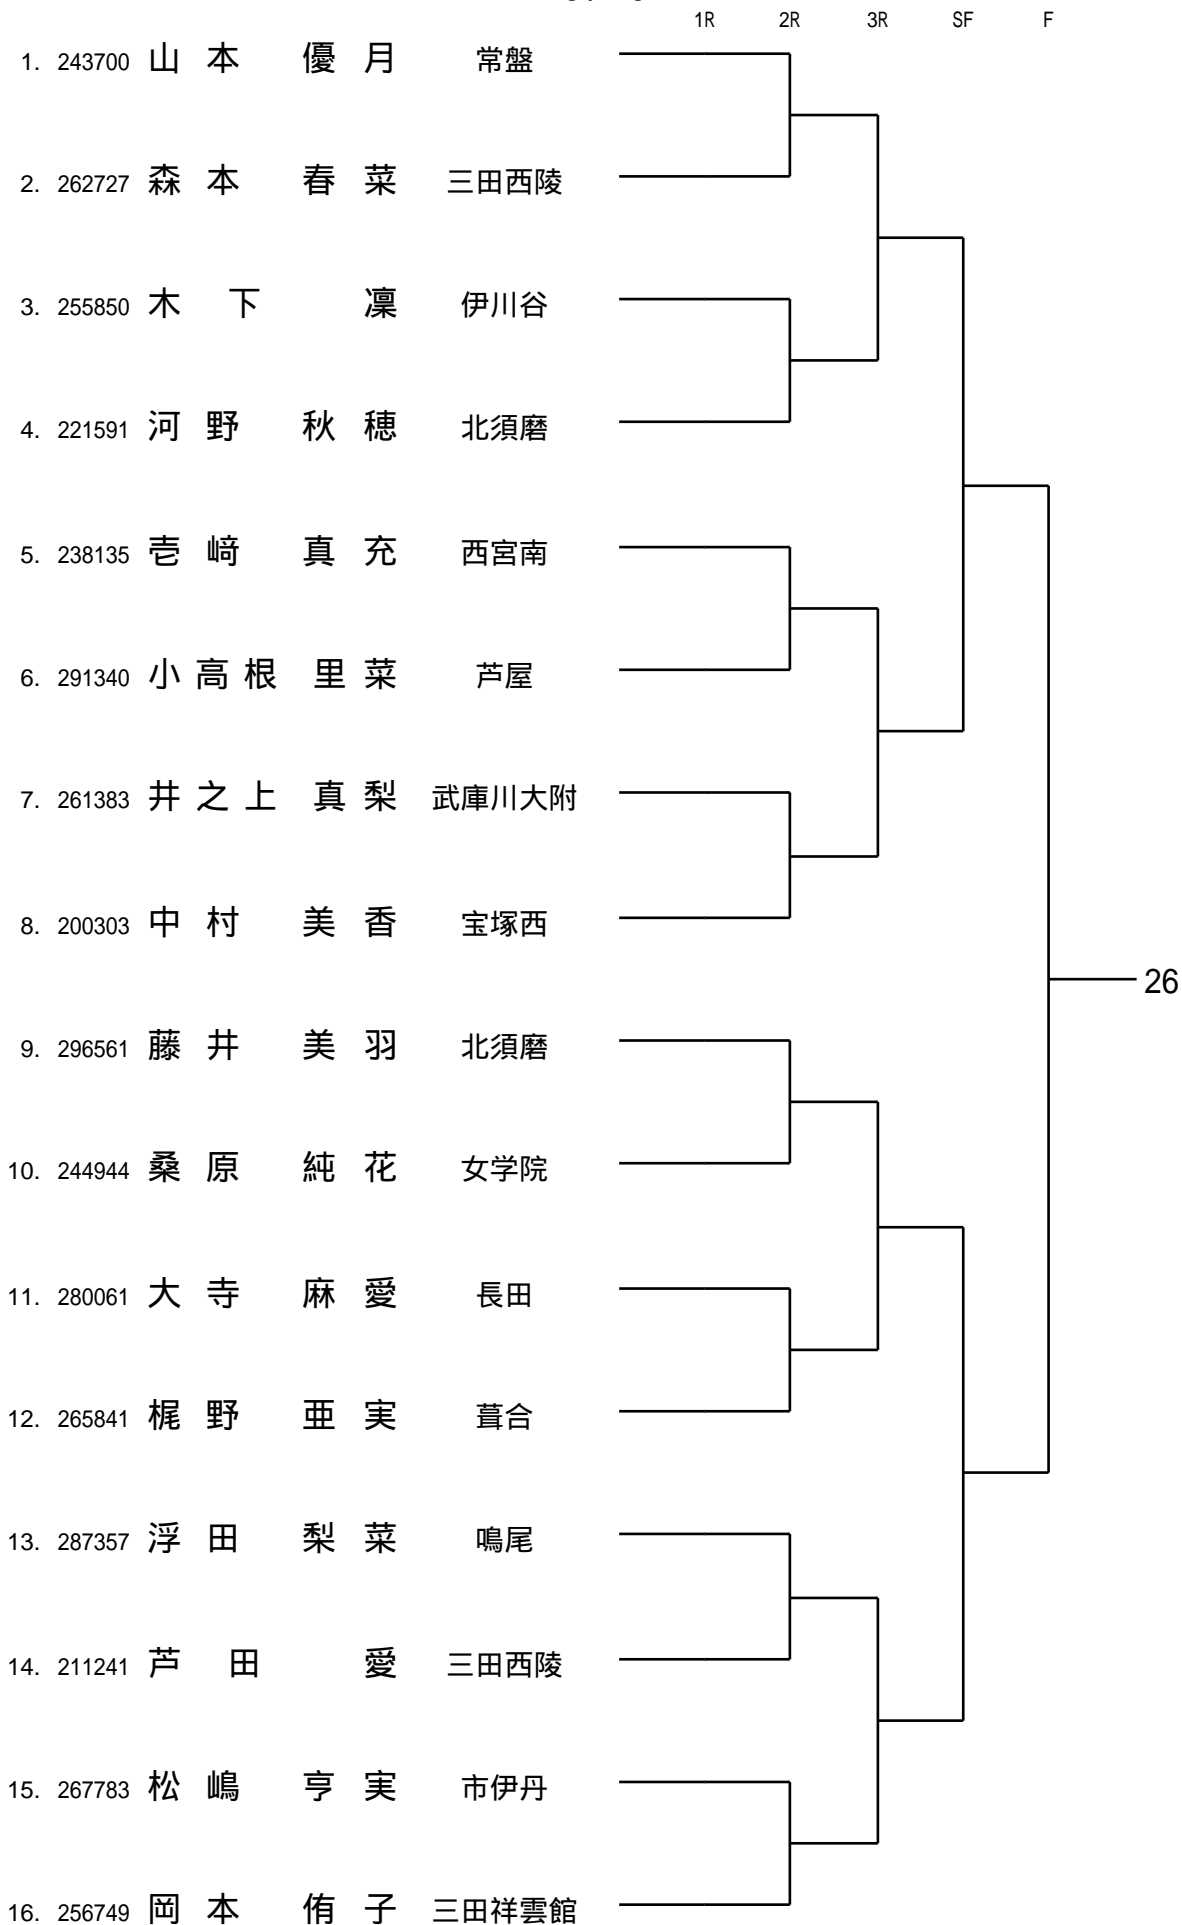 1R 2R 3R SF F
1. 243700 山本 優月 常盤
2. 262727 森本 春菜 三田西陵
3. 255850 木下 凜 伊川谷
4. 221591 河野 秋穂 北須磨
5. 238135 壱﨑 真充 西宮南
6. 291340 小高根 里菜 芦屋
7. 261383 井之上 真梨 武庫川大附
8. 200303 中村 美香 宝塚西
26
9. 296561 藤井 美羽 北須磨
10. 244944 桑原 純花 女学院
11. 280061 大寺 麻愛 長田
12. 265841 梶野 亜実 葺合
13. 287357 浮田 梨菜 鳴尾
14. 211241 芦田 愛 三田西陵
15. 267783 松嶋 亨実 市伊丹
16. 256749 岡本 侑子 三田祥雲館